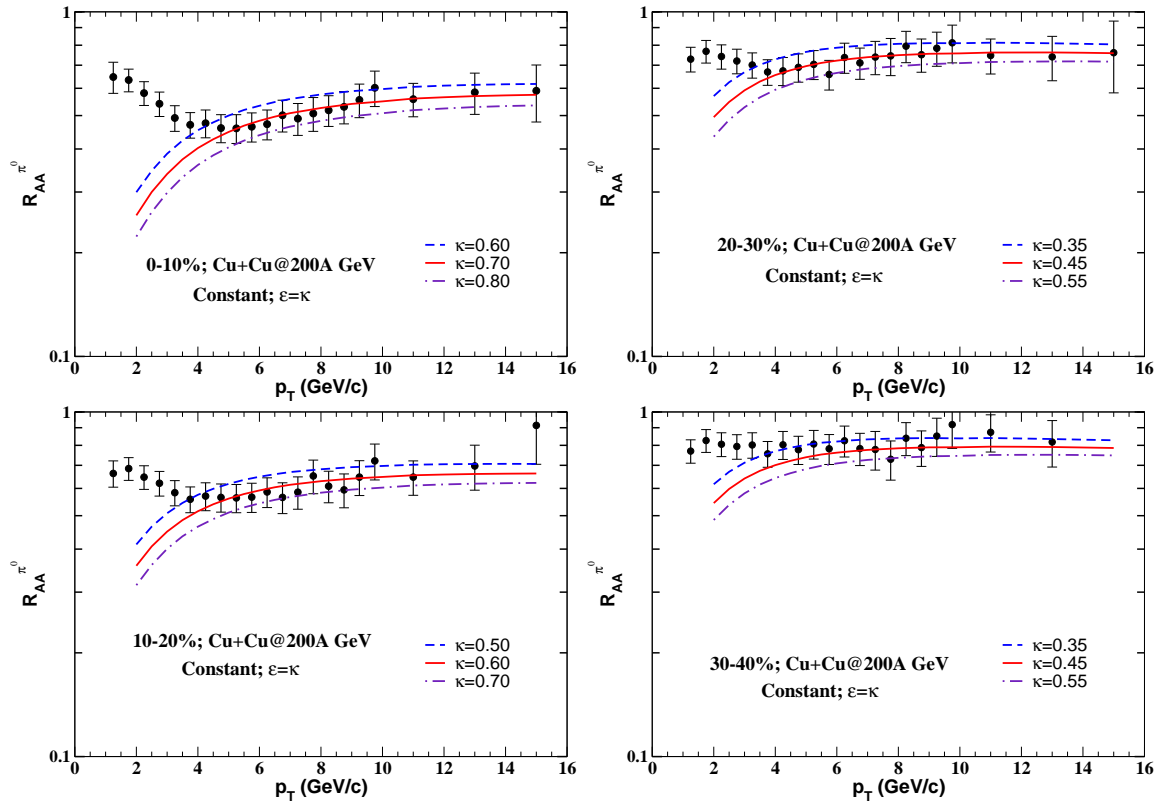 1
R_AA^π⁰
0-10%; Cu+Cu@200A GeV
Constant; ε=κ
κ=0.60
κ=0.70
κ=0.80
0.1
0 2 4 6 8 10 12 14 16
p_T (GeV/c)
1
R_AA^π⁰
20-30%; Cu+Cu@200A GeV
Constant; ε=κ
κ=0.35
κ=0.45
κ=0.55
0.1
0 2 4 6 8 10 12 14 16
p_T (GeV/c)
1
R_AA^π⁰
10-20%; Cu+Cu@200A GeV
Constant; ε=κ
κ=0.50
κ=0.60
κ=0.70
0.1
0 2 4 6 8 10 12 14 16
p_T (GeV/c)
1
R_AA^π⁰
30-40%; Cu+Cu@200A GeV
Constant; ε=κ
κ=0.35
κ=0.45
κ=0.55
0.1
0 2 4 6 8 10 12 14 16
p_T (GeV/c)